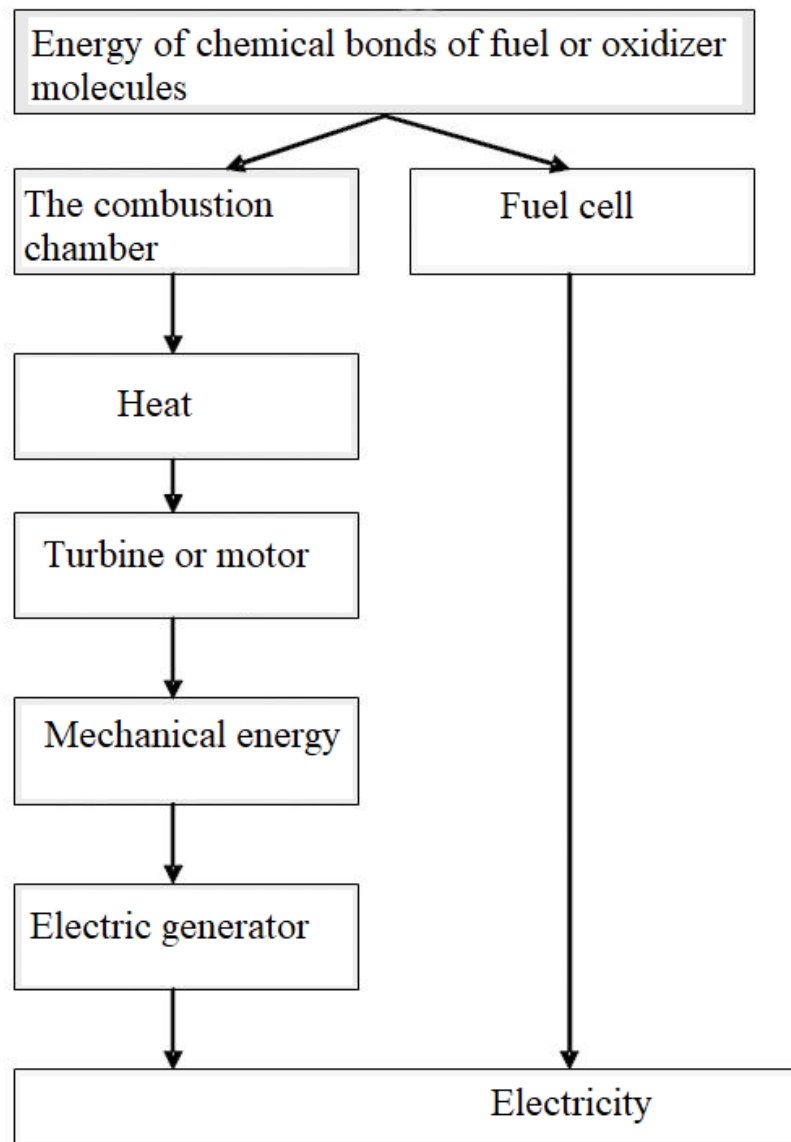 Energy of chemical bonds of fuel or oxidizer
molecules
The combustion
chamber
Fuel cell
Heat
Turbine or motor
Mechanical energy
Electric generator
Electricity